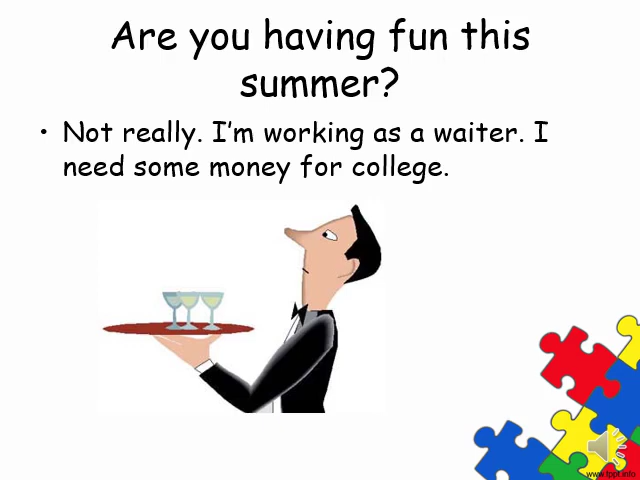 Are you having fun this
summer?
• Not really. I’m working as a waiter. I
need some money for college.
www.fppt.info